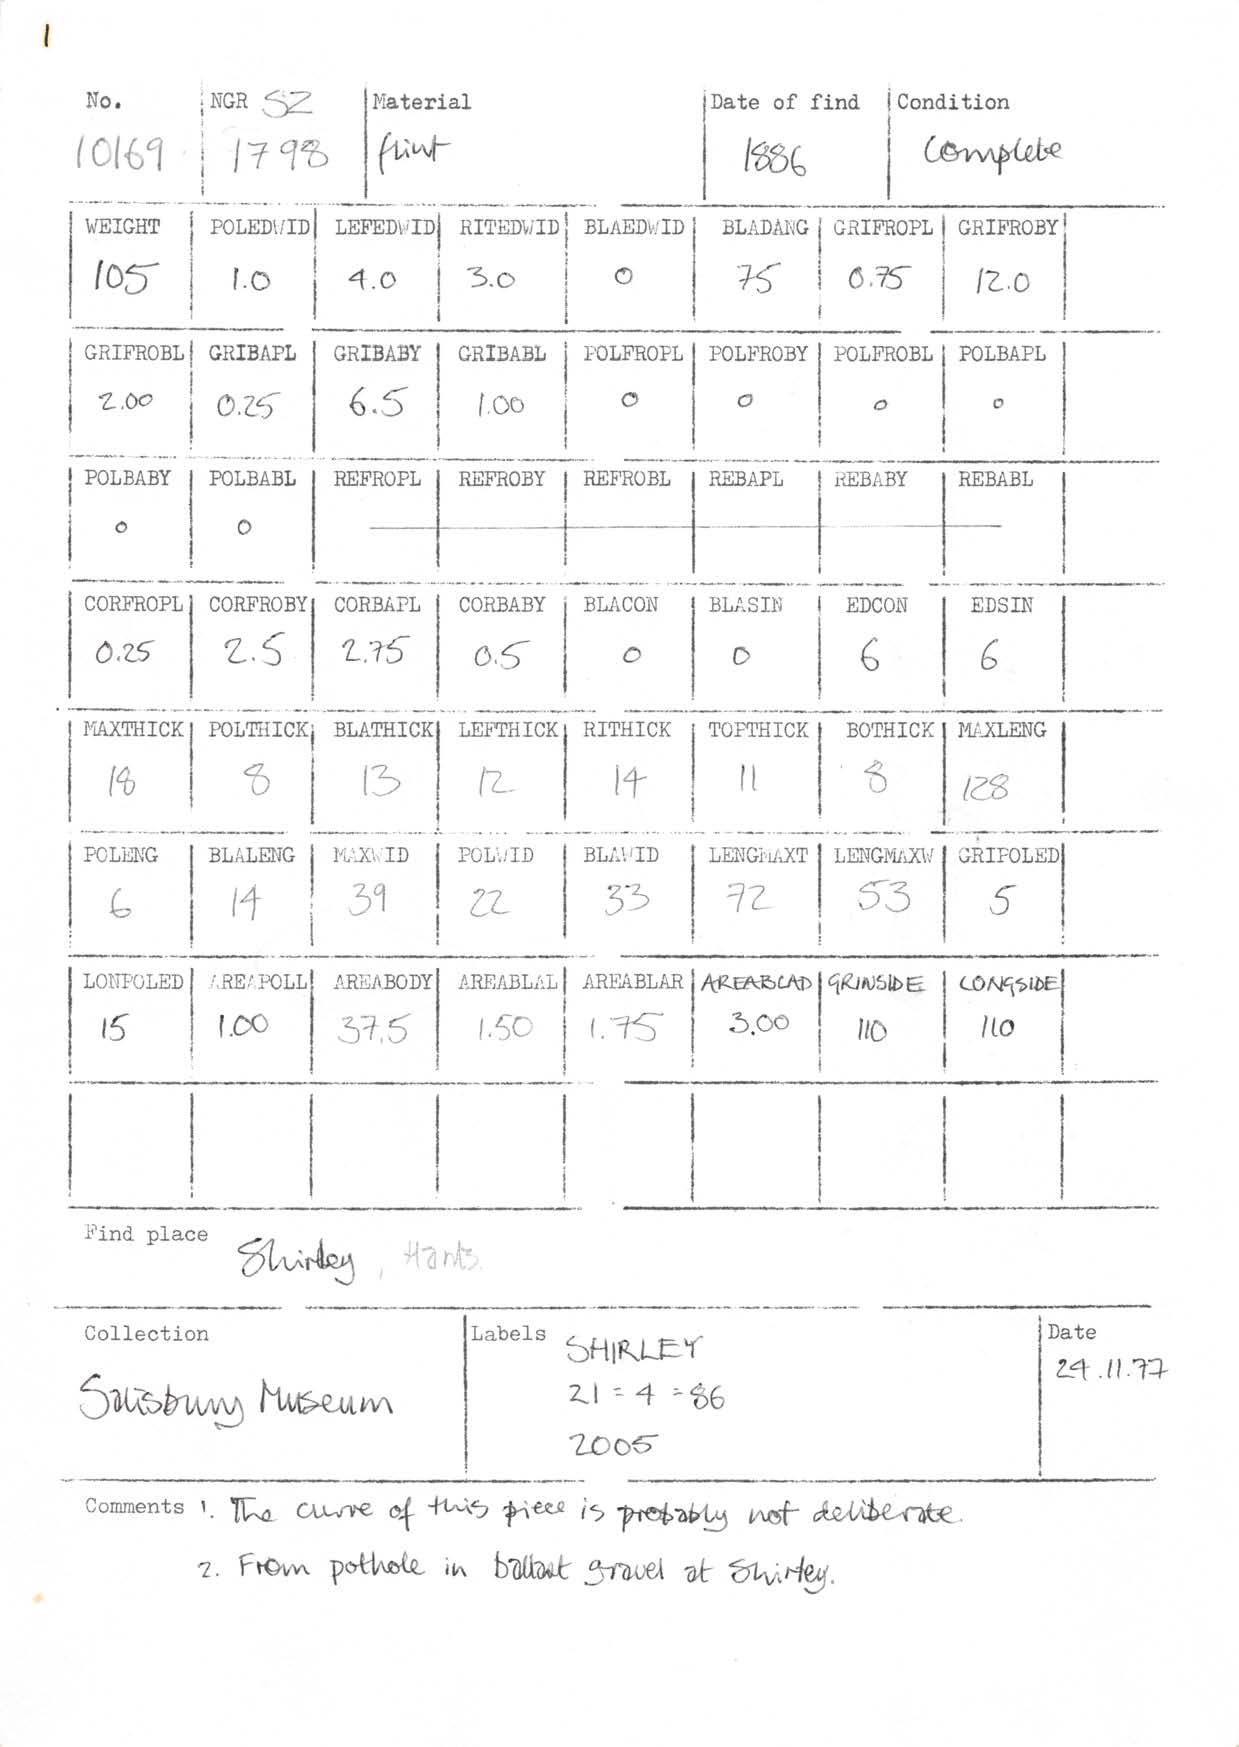 1
No. NGR SZ Material Date of find Condition
10169 1798 flint 1886 Complete
WEIGHT POLEDWID LEFEDWID RITEDWID BLAEDWID BLADANG GRIFROPL GRIFROBY
105 1.0 4.0 3.0 0 75 0.75 12.0
GRIFROBL GRIBAPL GRIBABY GRIBABL POLFROPL POLFROBY POLFROBL POLBAPL
2.00 0.25 6.5 1.00 0 0 0 0
POLBABY POLBABL REFROPL REFROBY REFROBL REBAPL REBABY REBABL
0 0
CORFROPL CORFROBY CORBAPL CORBABY BLACON BLASIN EDCON EDSIN
0.25 2.5 2.75 0.5 0 0 6 6
MAXTHICK POLTHICK BLATHICK LEFTHICK RITHICK TOPTHICK BOTHICK MAXLENG
18 8 13 12 14 11 8 128
POLENG BLALENG MAXWID POLWID BLAWID LENGMAXT LENGMAXW GRIPOLED
6 14 39 22 33 72 53 5
LONPOLED AREAPOLL AREABODY AREABLAL AREABLAR AREABLAD GRINSIDE LONGSIDE
15 1.00 37.5 1.50 1.75 3.00 110 110
Find place Shirley, Hants.
Collection Labels SHIRLEY Date
Salisbury Museum 21=4=86 24.11.77
2005
Comments 1. The curve of this piece is probably not deliberate.
2. From pothole in ballast gravel at Shirley.